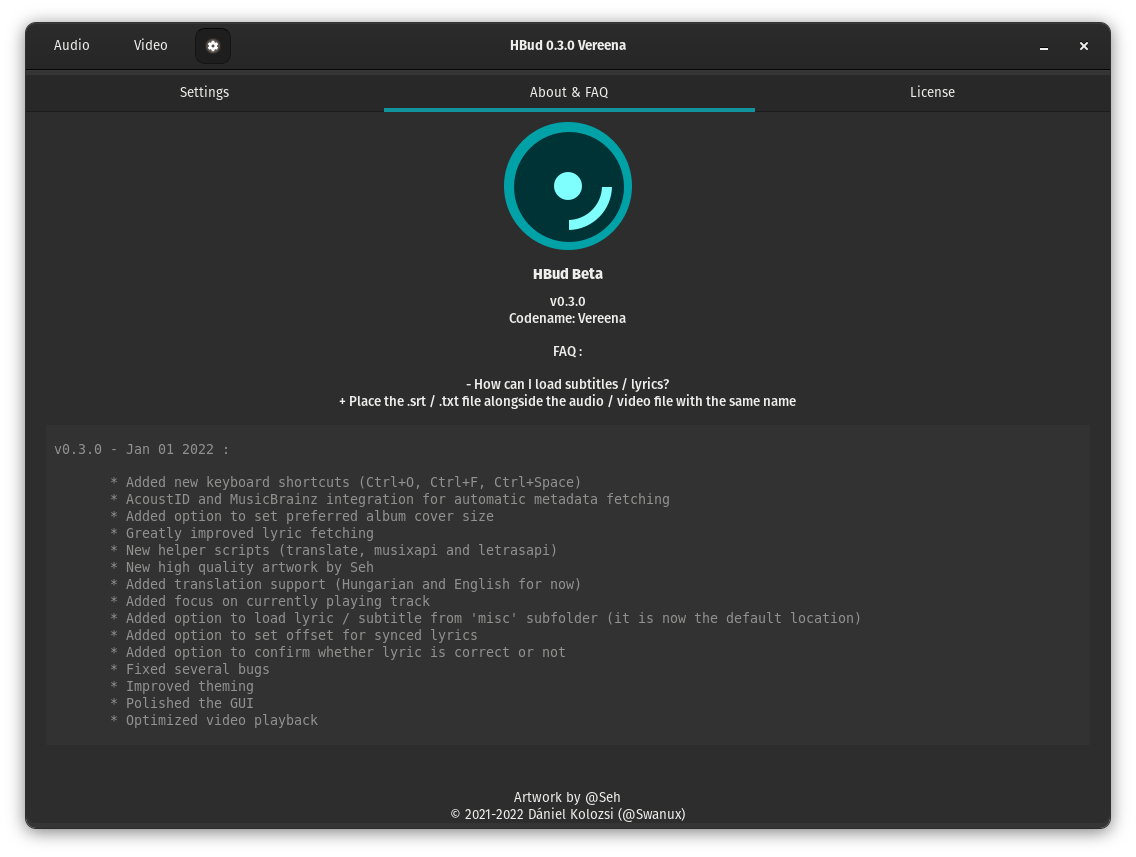 Audio Video HBud 0.3.0 Vereena
Settings About & FAQ License
HBud Beta
v0.3.0
Codename: Vereena
FAQ :
- How can I load subtitles / lyrics?
+ Place the .srt / .txt file alongside the audio / video file with the same name
v0.3.0 - Jan 01 2022 :
* Added new keyboard shortcuts (Ctrl+O, Ctrl+F, Ctrl+Space)
* AcoustID and MusicBrainz integration for automatic metadata fetching
* Added option to set preferred album cover size
* Greatly improved lyric fetching
* New helper scripts (translate, musixapi and letrasapi)
* New high quality artwork by Seh
* Added translation support (Hungarian and English for now)
* Added focus on currently playing track
* Added option to load lyric / subtitle from 'misc' subfolder (it is now the default location)
* Added option to set offset for synced lyrics
* Added option to confirm whether lyric is correct or not
* Fixed several bugs
* Improved theming
* Polished the GUI
* Optimized video playback
Artwork by @Seh
© 2021-2022 Dániel Kolozsi (@Swanux)